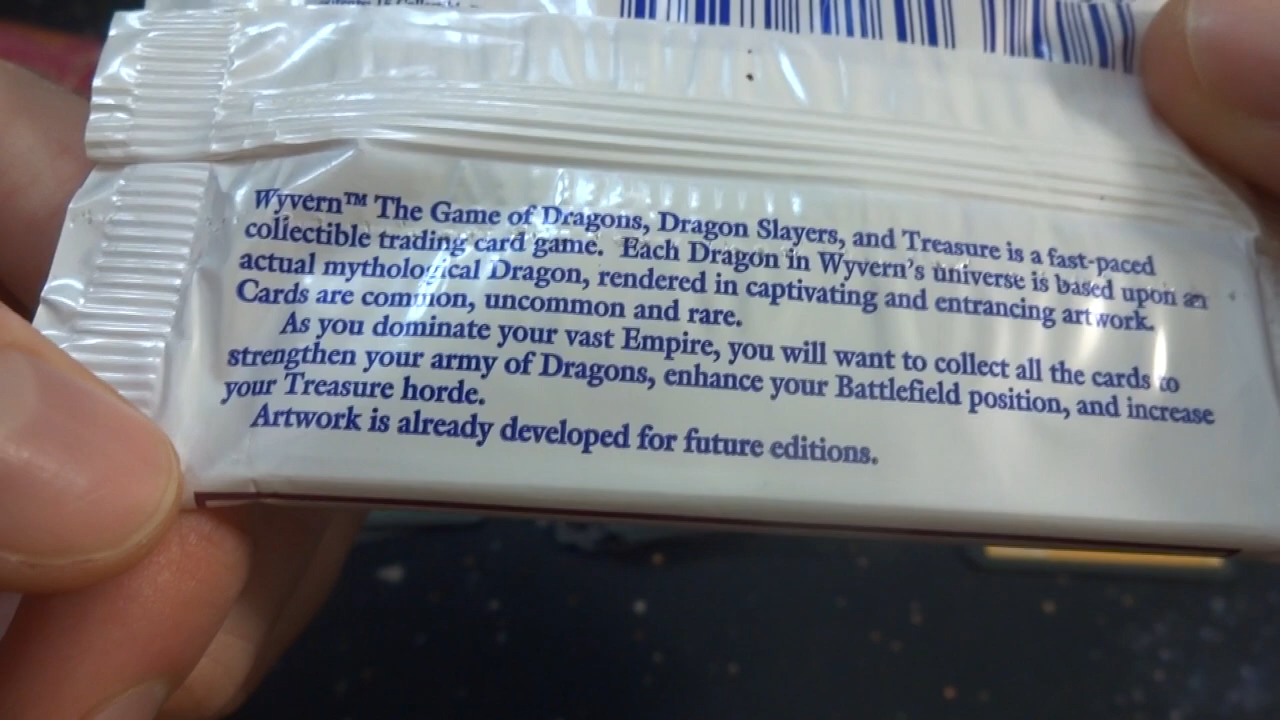 Wyvern™ The Game of Dragons, Dragon Slayers, and Treasure is a fast-paced
collectible trading card game. Each Dragon in Wyvern's universe is based upon an
actual mythological Dragon, rendered in captivating and entrancing artwork.
Cards are common, uncommon and rare.
As you dominate your vast Empire, you will want to collect all the cards to
strengthen your army of Dragons, enhance your Battlefield position, and increase
your Treasure horde.
Artwork is already developed for future editions.